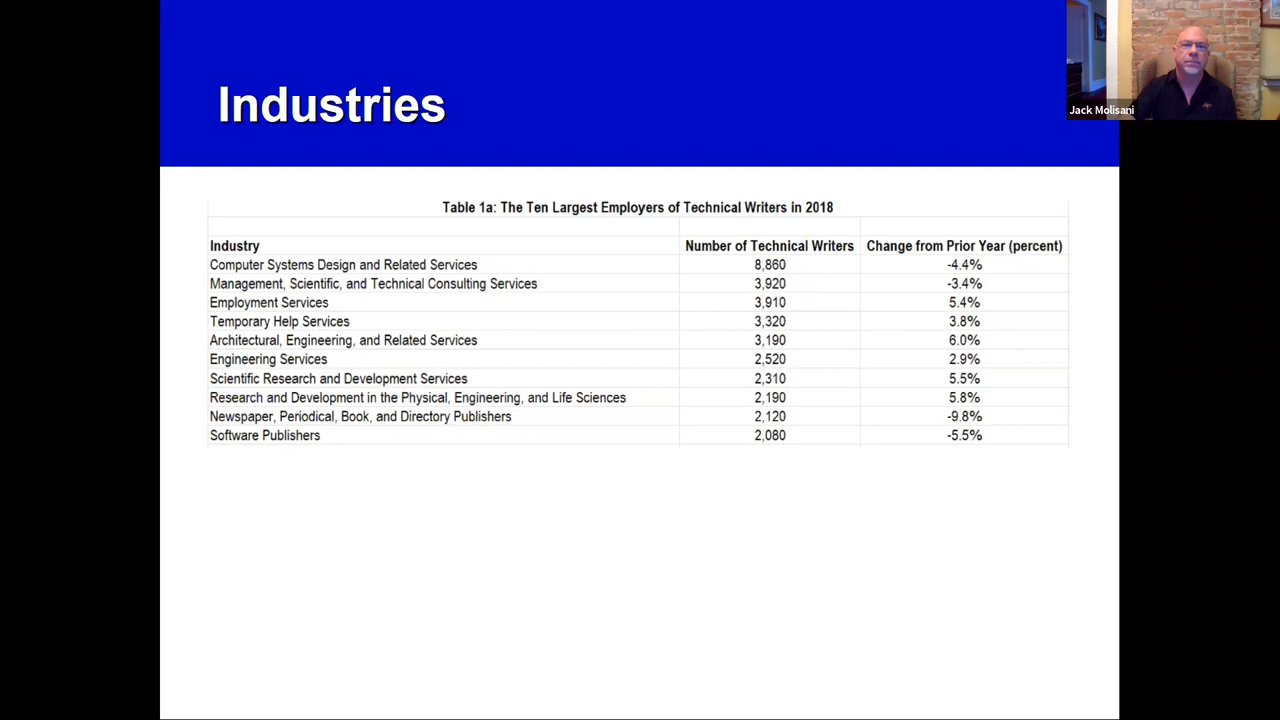 Industries
Jack Molisani
Table 1a: The Ten Largest Employers of Technical Writers in 2018
Industry Number of Technical Writers Change from Prior Year (percent)
Computer Systems Design and Related Services 8,860 -4.4%
Management, Scientific, and Technical Consulting Services 3,920 -3.4%
Employment Services 3,910 5.4%
Temporary Help Services 3,320 3.8%
Architectural, Engineering, and Related Services 3,190 6.0%
Engineering Services 2,520 2.9%
Scientific Research and Development Services 2,310 5.5%
Research and Development in the Physical, Engineering, and Life Sciences 2,190 5.8%
Newspaper, Periodical, Book, and Directory Publishers 2,120 -9.8%
Software Publishers 2,080 -5.5%